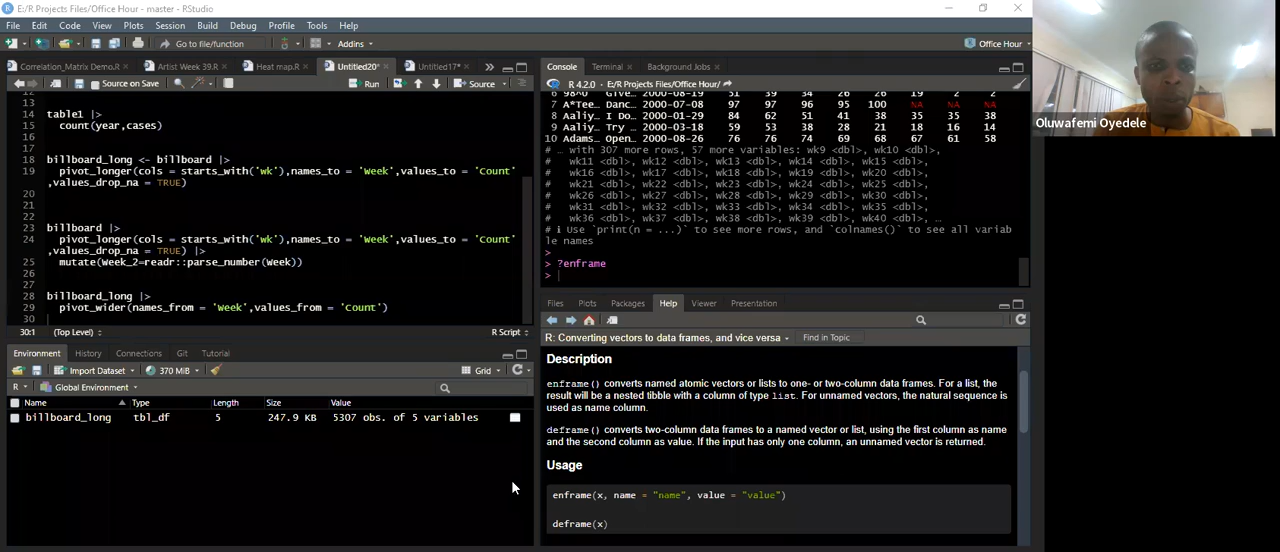 E:/R Projects Files/Office Hour - master - RStudio
File Edit Code View Plots Session Build Debug Profile Tools Help
Go to file/function Addins Office Hour
Correlation_Matrix Demo.R Artist Week 39.R Heat map.R Untitled20* Untitled17*
Source on Save Run Source
12
13
14 table1 |>
15 count(year,cases)
16
17
18 billboard_long <- billboard |>
19 pivot_longer(cols = starts_with('wk'),names_to = 'Week',values_to = 'Count'
,values_drop_na = TRUE)
20
21
22
23 billboard |>
24 pivot_longer(cols = starts_with('wk'),names_to = 'Week',values_to = 'Count'
,values_drop_na = TRUE) |>
25 mutate(Week_2=readr::parse_number(Week))
26
27
28 billboard_long |>
29 pivot_wider(names_from = 'Week',values_from = 'Count')
30
30:1 (Top Level) R Script
Environment History Connections Git Tutorial
Import Dataset 370 MiB Grid
R Global Environment
Name Type Length Size Value
billboard_long tbl_df 5 247.9 KB 5307 obs. of 5 variables
Console Terminal Background Jobs
R 4.2.0 · E:/R Projects Files/Office Hour/
6 98^0 Give… 2000-08-19 51 39 34 26 26 19 2 2
7 A*Tee… Danc… 2000-07-08 97 97 96 95 100 NA NA NA
8 Aaliy… I Do… 2000-01-29 84 62 51 41 38 35 35 38
9 Aaliy… Try … 2000-03-18 59 53 38 28 21 18 16 14
10 Adams… Open… 2000-08-26 76 76 74 69 68 67 61 58
# … with 307 more rows, 57 more variables: wk9 <dbl>, wk10 <dbl>,
# wk11 <dbl>, wk12 <dbl>, wk13 <dbl>, wk14 <dbl>, wk15 <dbl>,
# wk16 <dbl>, wk17 <dbl>, wk18 <dbl>, wk19 <dbl>, wk20 <dbl>,
# wk21 <dbl>, wk22 <dbl>, wk23 <dbl>, wk24 <dbl>, wk25 <dbl>,
# wk26 <dbl>, wk27 <dbl>, wk28 <dbl>, wk29 <dbl>, wk30 <dbl>,
# wk31 <dbl>, wk32 <dbl>, wk33 <dbl>, wk34 <dbl>, wk35 <dbl>,
# wk36 <dbl>, wk37 <dbl>, wk38 <dbl>, wk39 <dbl>, wk40 <dbl>, …
# ℹ Use `print(n = ...)` to see more rows, and `colnames()` to see all variab
le names
>
> ?enframe
>
Files Plots Packages Help Viewer Presentation
R: Converting vectors to data frames, and vice versa Find in Topic
Description
enframe() converts named atomic vectors or lists to one- or two-column data frames. For a list, the
result will be a nested tibble with a column of type list. For unnamed vectors, the natural sequence is
used as name column.
deframe() converts two-column data frames to a named vector or list, using the first column as name
and the second column as value. If the input has only one column, an unnamed vector is returned.
Usage
enframe(x, name = "name", value = "value")
deframe(x)
Oluwafemi Oyedele